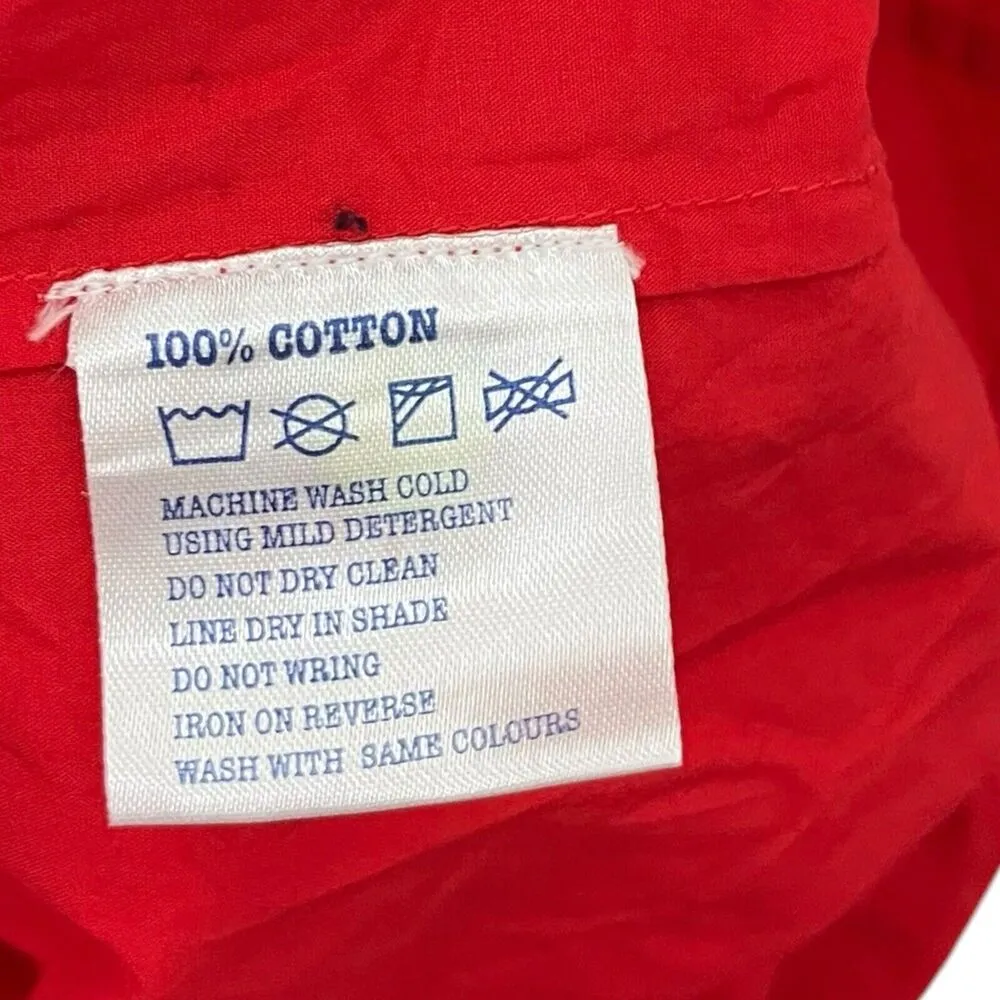 100% COTTON
MACHINE WASH COLD
USING MILD DETERGENT
DO NOT DRY CLEAN
LINE DRY IN SHADE
DO NOT WRING
IRON ON REVERSE
WASH WITH SAME COLOURS